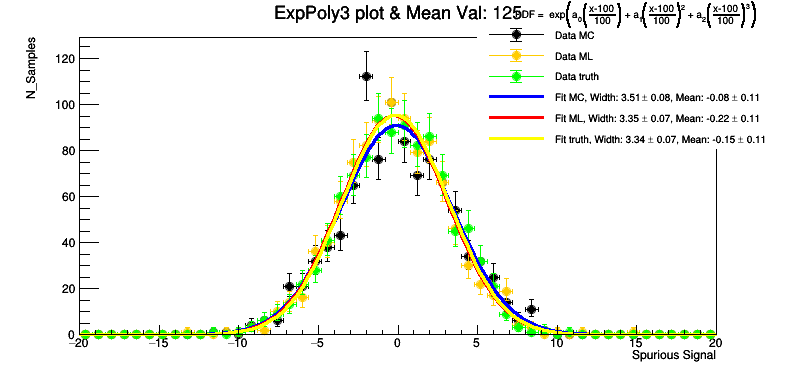 ExpPoly3 plot & Mean Val: 125
PDF = exp(a0(x-100/100) + a1(x-100/100)^2 + a2(x-100/100)^3)
N_Samples
Data MC
Data ML
Data truth
Fit MC, Width: 3.51 ± 0.08, Mean: -0.08 ± 0.11
Fit ML, Width: 3.35 ± 0.07, Mean: -0.22 ± 0.11
Fit truth, Width: 3.34 ± 0.07, Mean: -0.15 ± 0.11
120
100
80
60
40
20
0
−20 −15 −10 −5 0 5 10 15 20
Spurious Signal